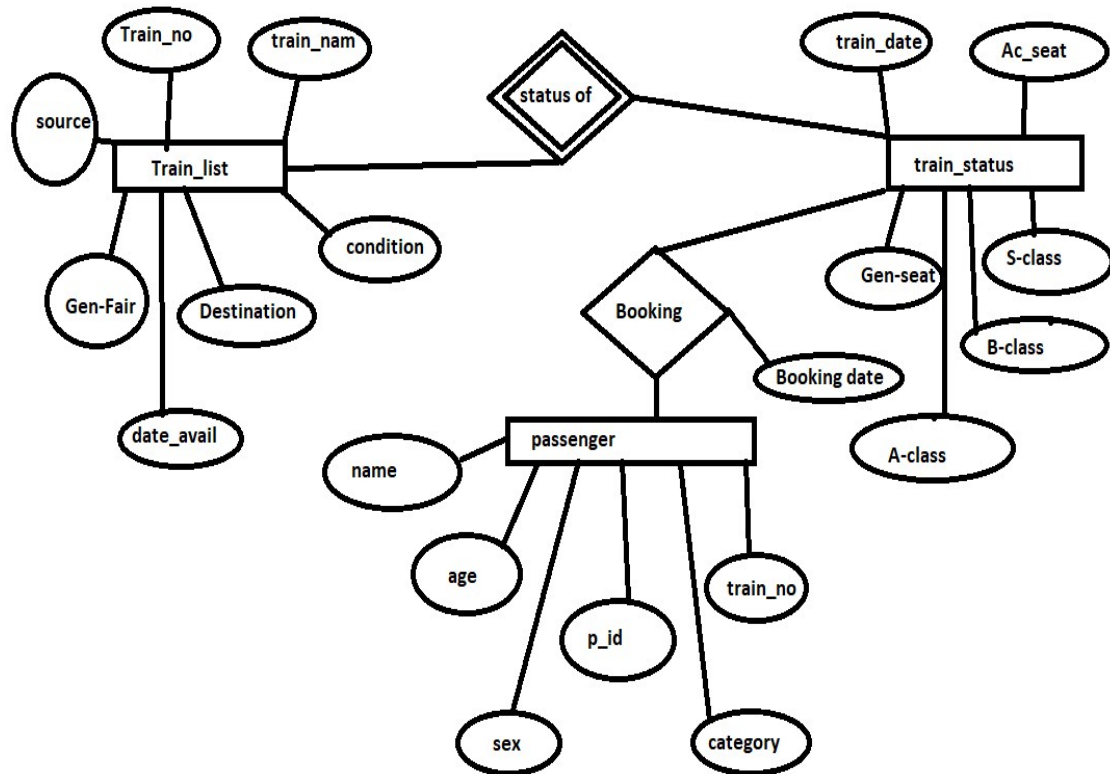 Train_no
train_nam
source
Train_list
condition
Gen-Fair
Destination
date_avail
status of
train_date
Ac_seat
train_status
Gen-seat
S-class
B-class
A-class
Booking
Booking date
passenger
name
age
sex
p_id
category
train_no